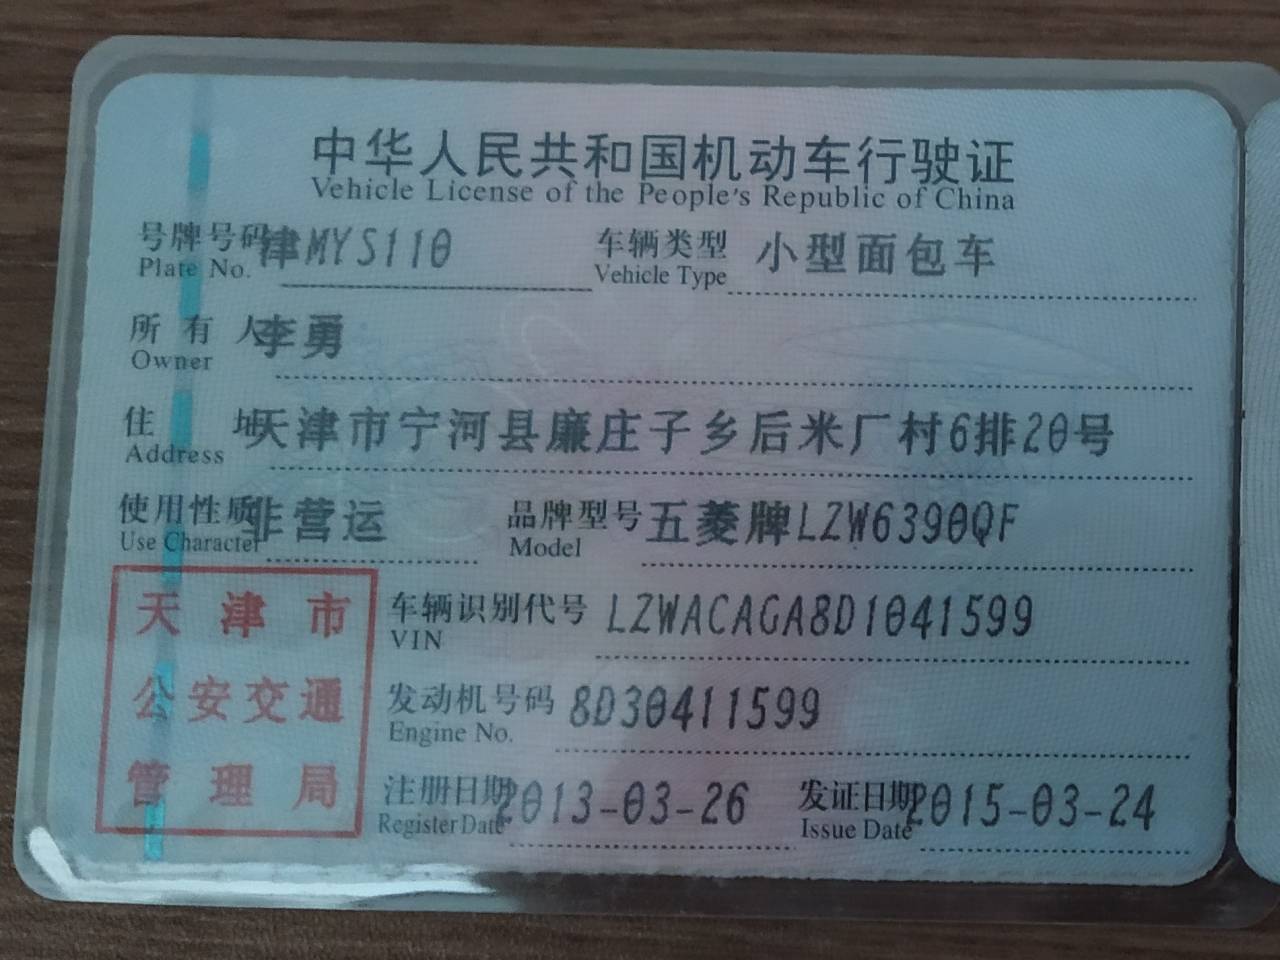 中华人民共和国机动车行驶证
Vehicle License of the People's Republic of China
号牌号码 津MYS110 车辆类型 小型面包车
Plate No. Vehicle Type
所有人 李勇
Owner
住址 天津市宁河县廉庄子乡后米厂村6排20号
Address
使用性质 非营运 品牌型号 五菱牌LZW6390QF
Use Character Model
天津市
公安交通
管理局
车辆识别代号 LZWACAGA8D1041599
VIN
发动机号码 8D30411599
Engine No.
注册日期 2013-03-26 发证日期 2015-03-24
Register Date Issue Date